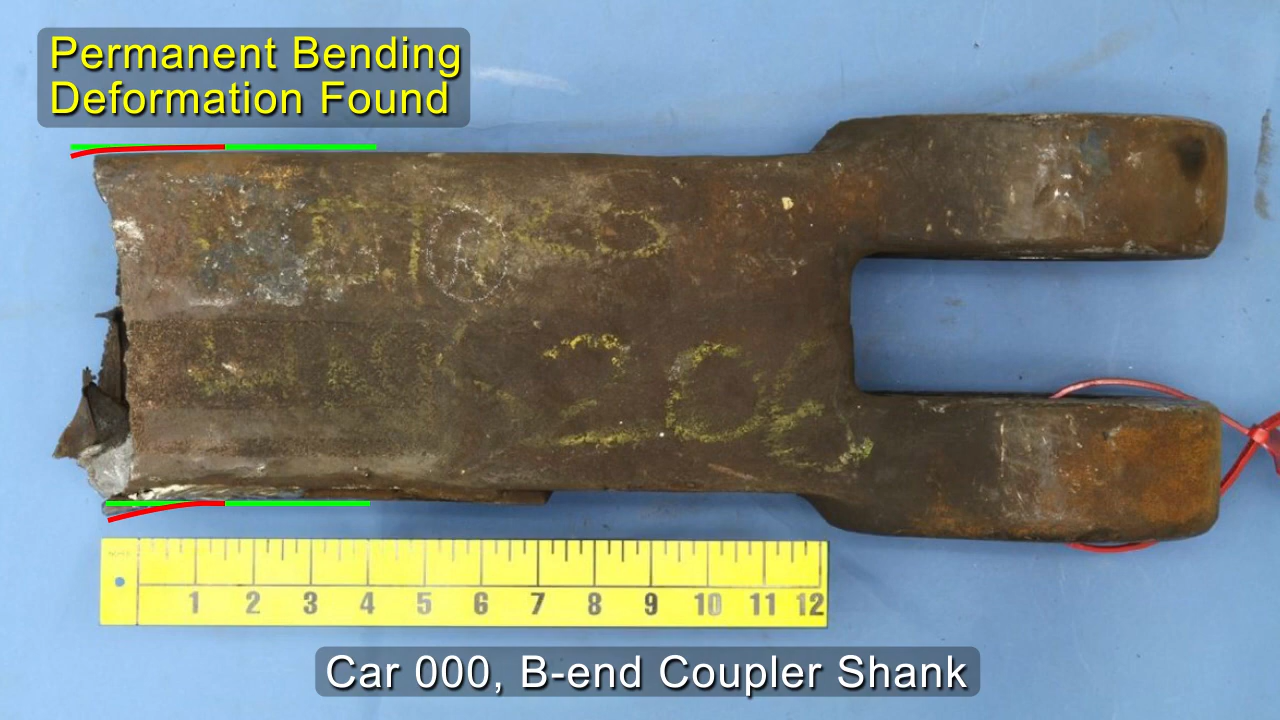 Permanent Bending
Deformation Found
1 2 3 4 5 6 7 8 9 10 11 12
Car 000, B-end Coupler Shank